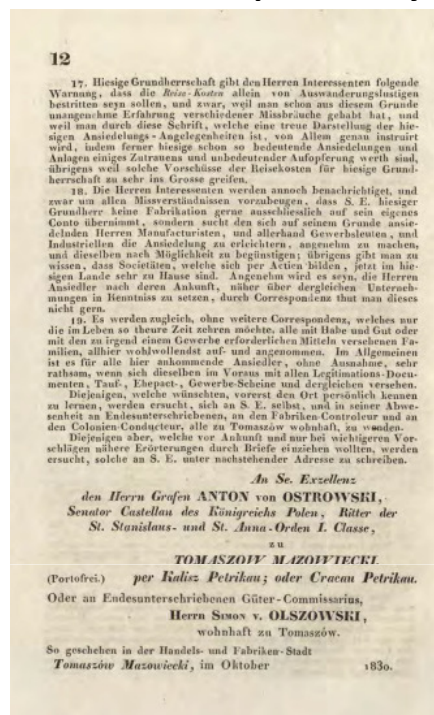 12
17. Hiesige Grundherrschaft gibt den Herren Interessenten folgende
Warnung, dass die Reise-Kosten allein von Auswanderungslustigen
bestritten seyn sollen, und zwar, weil man schon aus diesem Grunde
unangenehme Erfahrung verschiedener Missbräuche gehabt hat, und
weil man durch diese Schrift, welche eine treue Darstellung der hie-
sigen Ansiedelungs-Angelegenheiten ist, von Allem genau instruirt
wird, indem ferner hiesige schon so bedeutende Ansiedelungen und
Anlagen einiges Zutrauens und unbedeutender Aufopferung werth sind,
übrigens weil solche Vorschüsse der Reisekosten für hiesige Grund-
herrschaft zu sehr ins Grosse greifen.
18. Die Herren Interessenten werden annoch benachrichtiget, und
zwar um allen Missverständnissen vorzubeugen, dass S. E. hiesiger
Grundherr keine Fabrikation gerne ausschliesslich auf sein eigenes
Conto übernimmt, sondern sucht den sich auf seinem Grunde ansie-
delnden Herren Manufacturisten, und allerhand Gewerbsleuten, und
Industriellen die Ansiedelung zu erleichtern, angenehm zu machen,
und dieselben nach Möglichkeit zu begünstigen; übrigens gibt man zu
wissen, dass Societäten, welche sich per Actien bilden, jetzt im hie-
sigen Lande sehr zu Hause sind. Angenehm wird es seyn, die Herren
Ansiedler nach deren Ankunft, näher über dergleichen Unterneh-
mungen in Kenntniss zu setzen, durch Correspondenz thut man dieses
nicht gern.
19. Es werden zugleich, ohne weitere Correspondenz, welches nur
die im Leben so theure Zeit zehren möchte, alle mit Habe und Gut oder
mit den zu irgend einem Gewerbe erforderlichen Mitteln versehenen Fa-
milien, allhier wohlwollendst auf- und angenommen. Im Allgemeinen
ist es für alle hier ankommende Ansiedler, ohne Ausnahme, sehr
rathsam, wenn sich dieselben im Voraus mit allen Legitimations-Docu-
menten, Tauf-, Ehepact-, Gewerbe-Scheine und dergleichen versehen.
Diejenigen, welche wünschten, vorerst den Ort persönlich kennen
zu lernen, werden ersucht, sich an S. E. selbst, und in seiner Abwe-
senheit an Endesunterschriebenen, an den Fabriken-Controleur und an
den Colonien-Conducteur, alle zu Tomaszów wohnhaft, zu wenden.
Diejenigen aber, welche vor Ankunft und nur bei wichtigeren Vor-
schlägen nähere Erörterungen durch Briefe einziehen wollten, werden
ersucht, solche an S. E. unter nachstehender Adresse zu schreiben.
An Se. Exzellenz
den Herrn Grafen ANTON von OSTROWSKI,
Senator Castellan des Königreichs Polen, Ritter der
St. Stanislaus- und St. Anna-Orden I. Classe,
zu
TOMASZOW MAZOWIECKI.
(Portofrei.) per Kalisz Petrikau; oder Cracau Petrikau.
Oder an Endesunterschriebenen Güter-Commissarius,
Herrn SIMON v. OLSZOWSKI,
wohnhaft zu Tomaszów.
So geschehen in der Handels- und Fabriken-Stadt
Tomaszów Mazowiecki, im Oktober 1830.